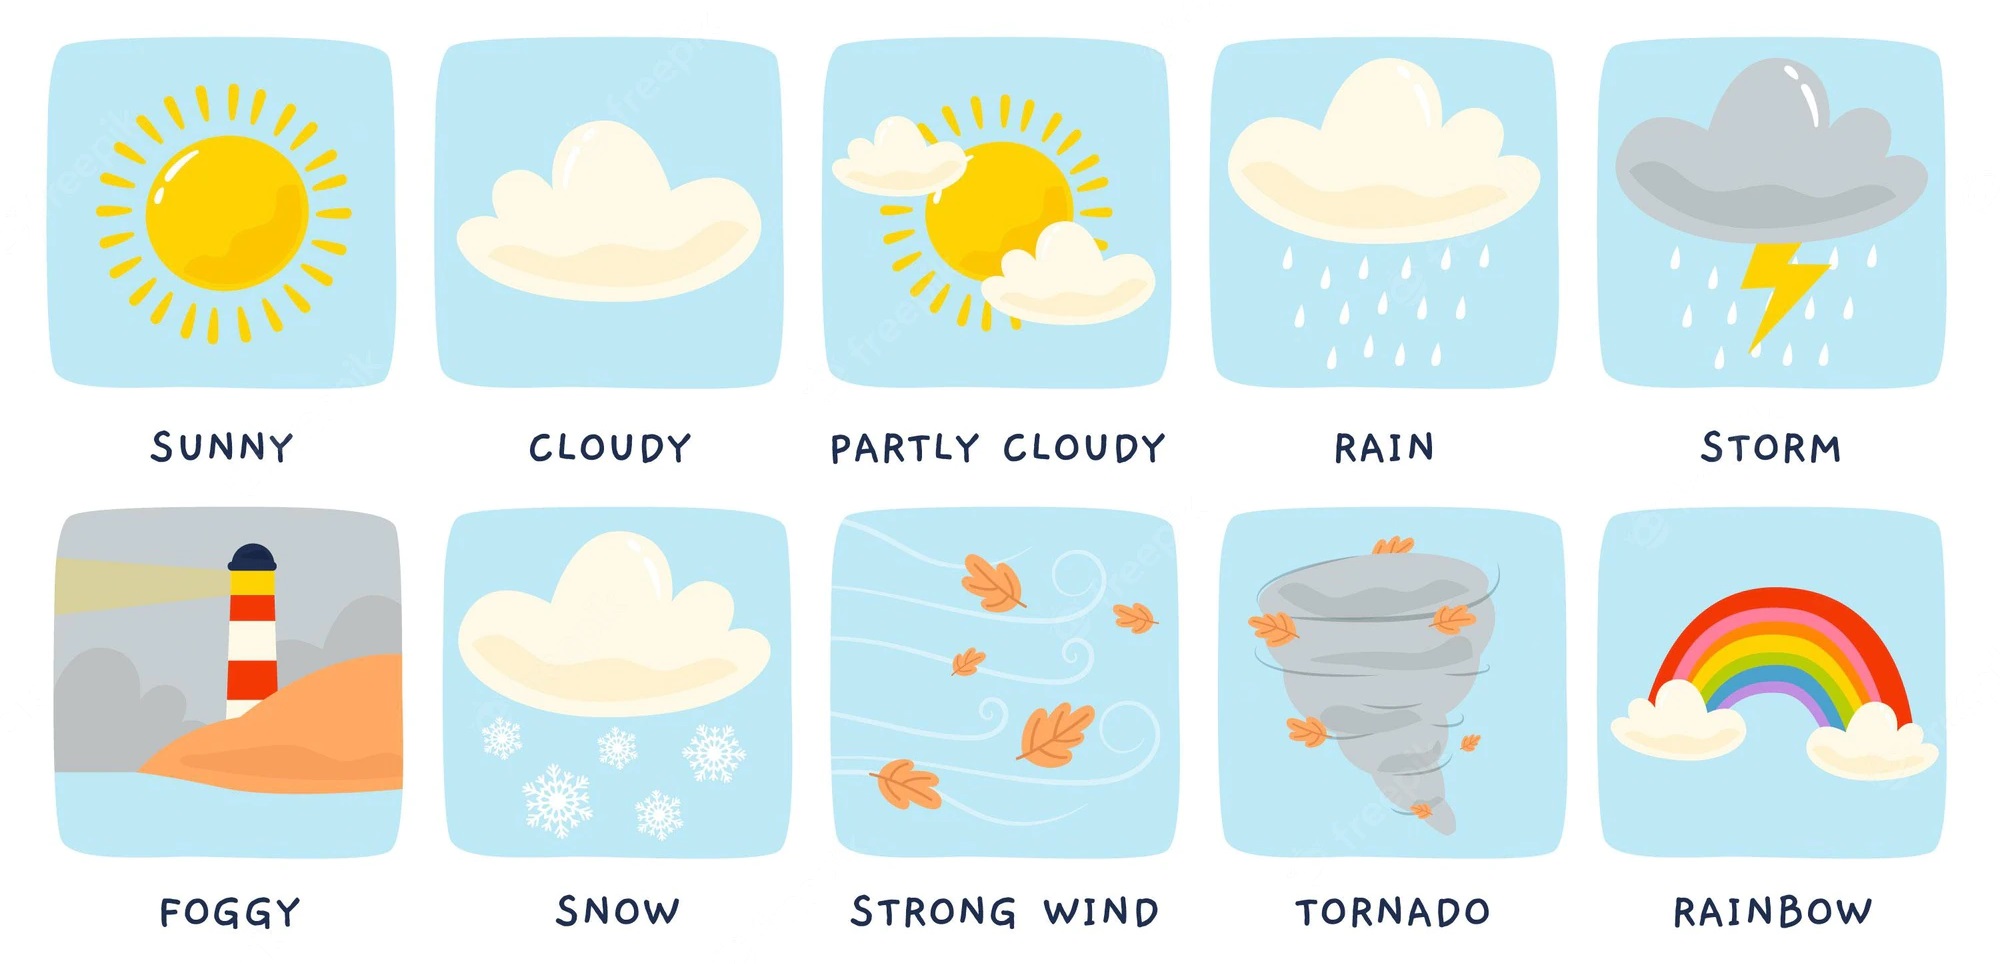 SUNNY
CLOUDY
PARTLY CLOUDY
RAIN
STORM
FOGGY
SNOW
STRONG WIND
TORNADO
RAINBOW